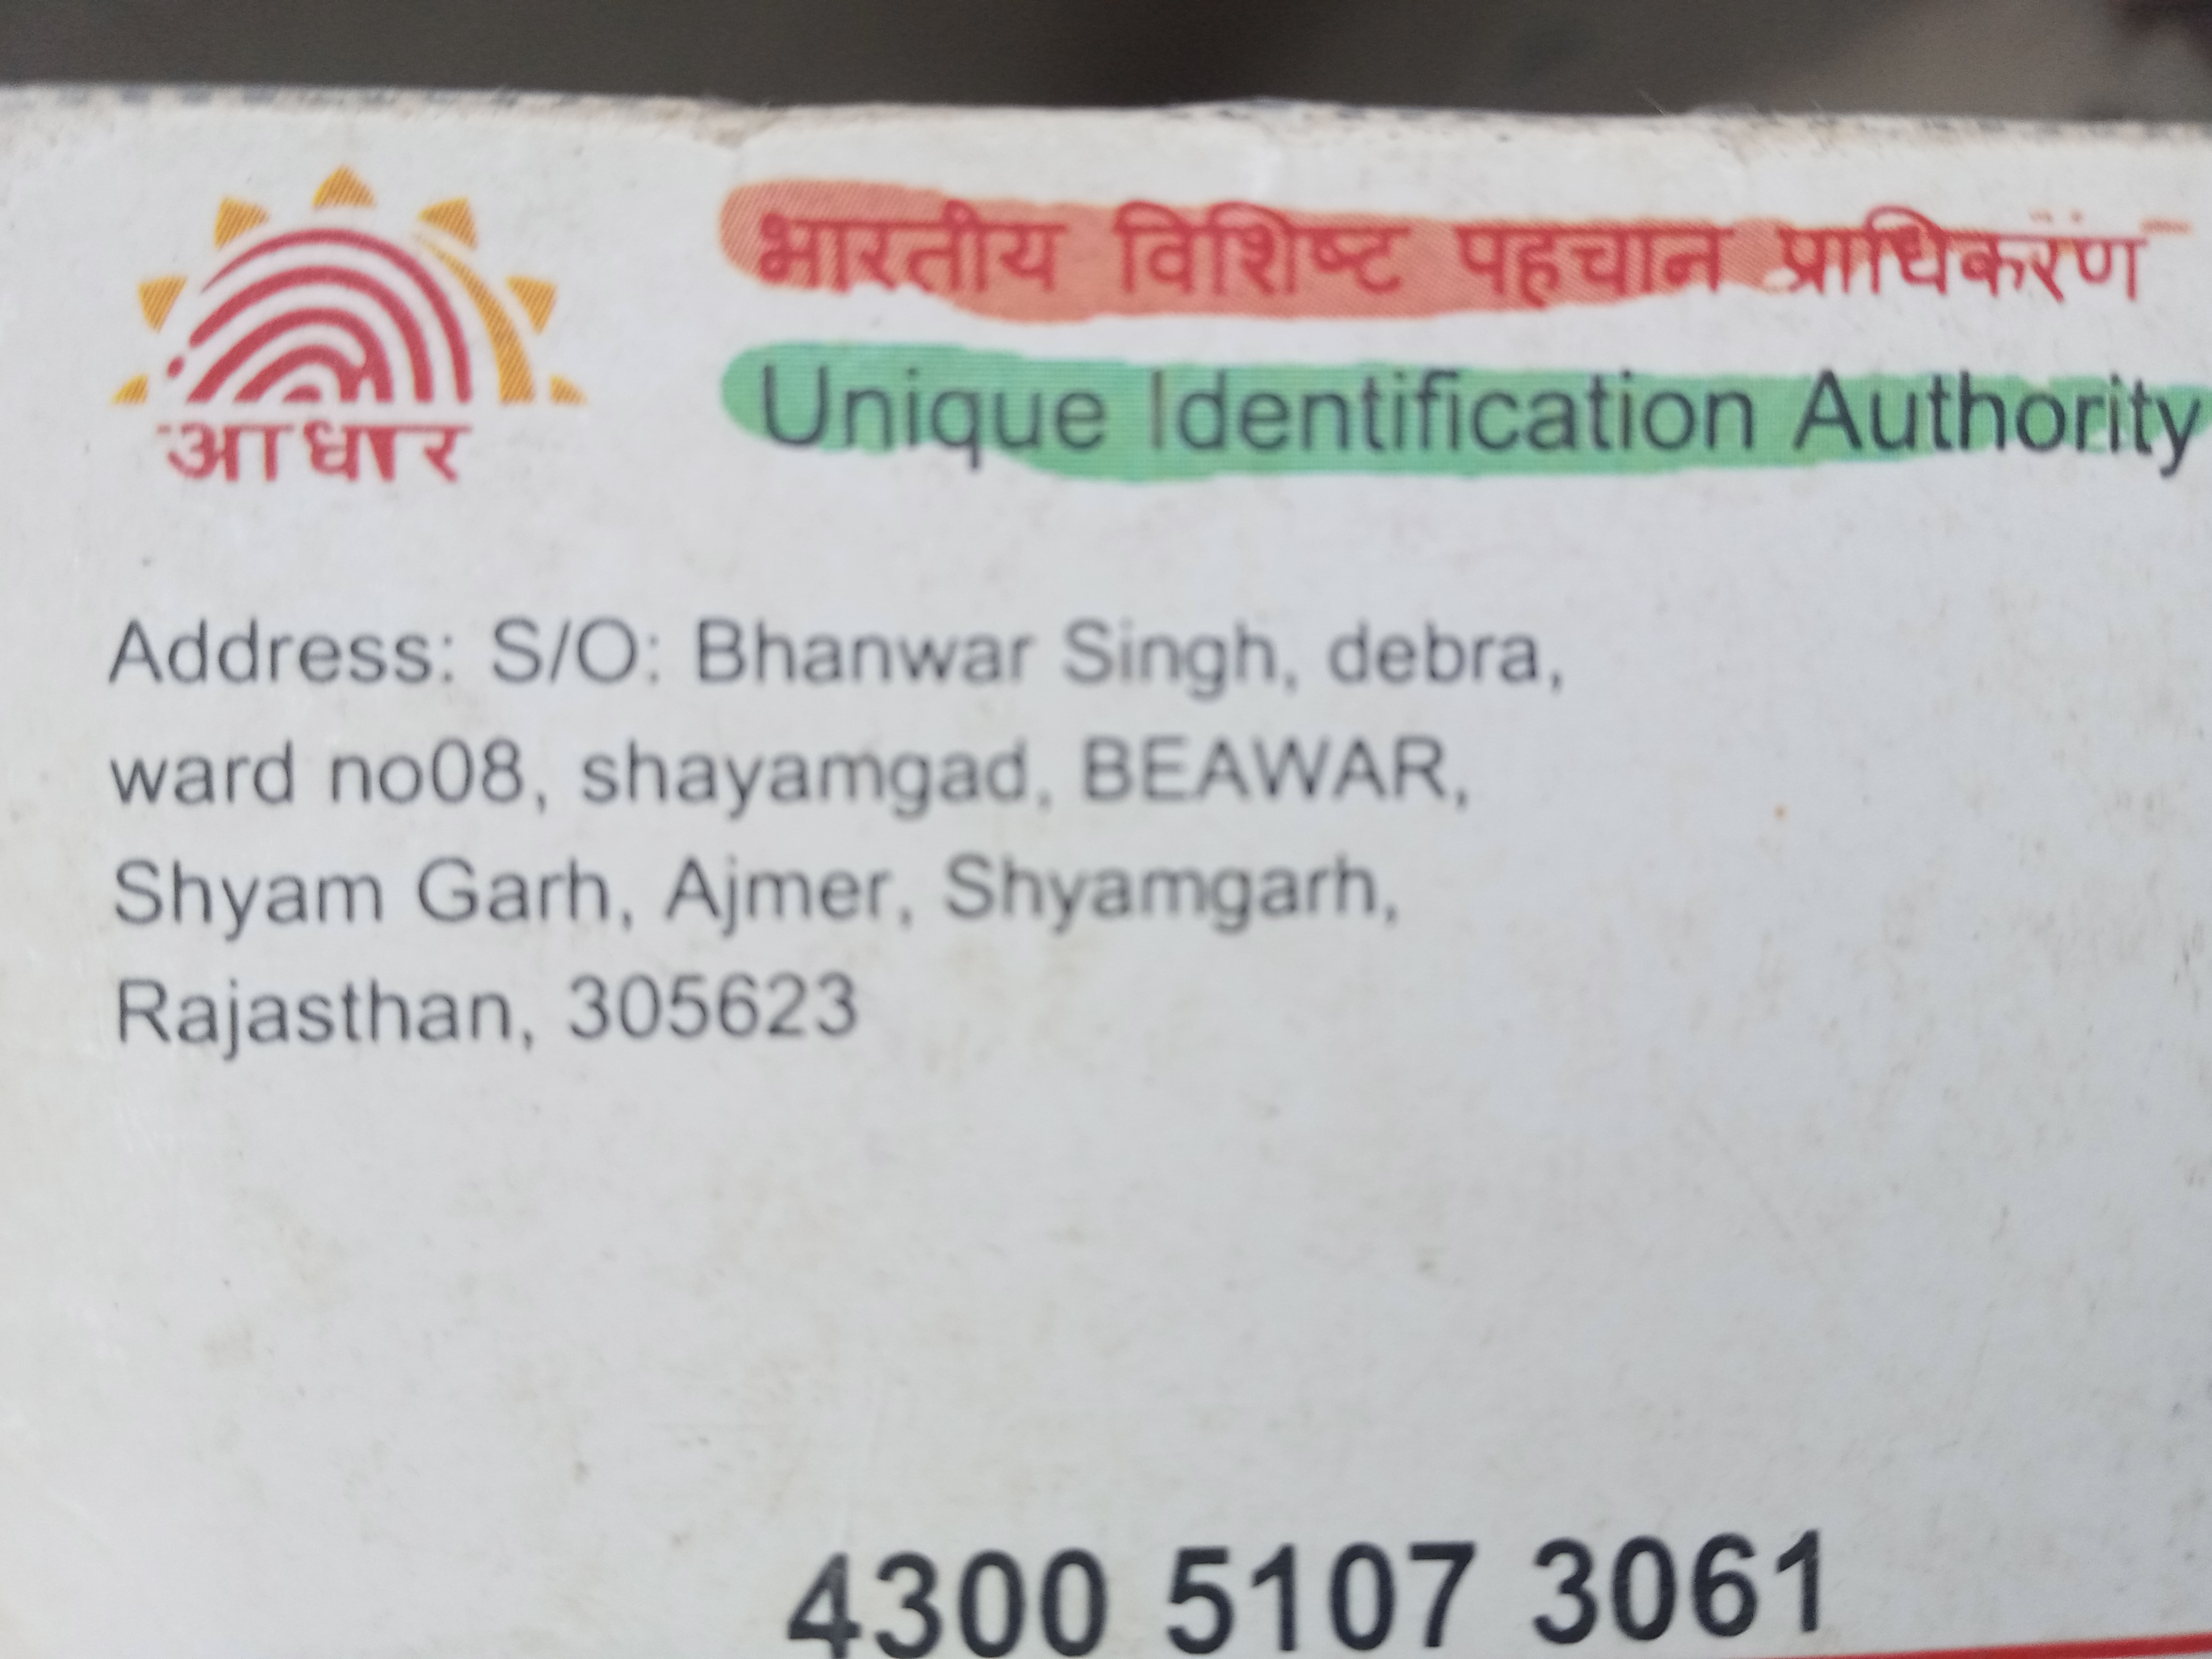 आधार
भारतीय विशिष्ट पहचान प्राधिकरण
Unique Identification Authority
Address: S/O: Bhanwar Singh, debra,
ward no08, shayamgad, BEAWAR,
Shyam Garh, Ajmer, Shyamgarh,
Rajasthan, 305623
4300 5107 3061